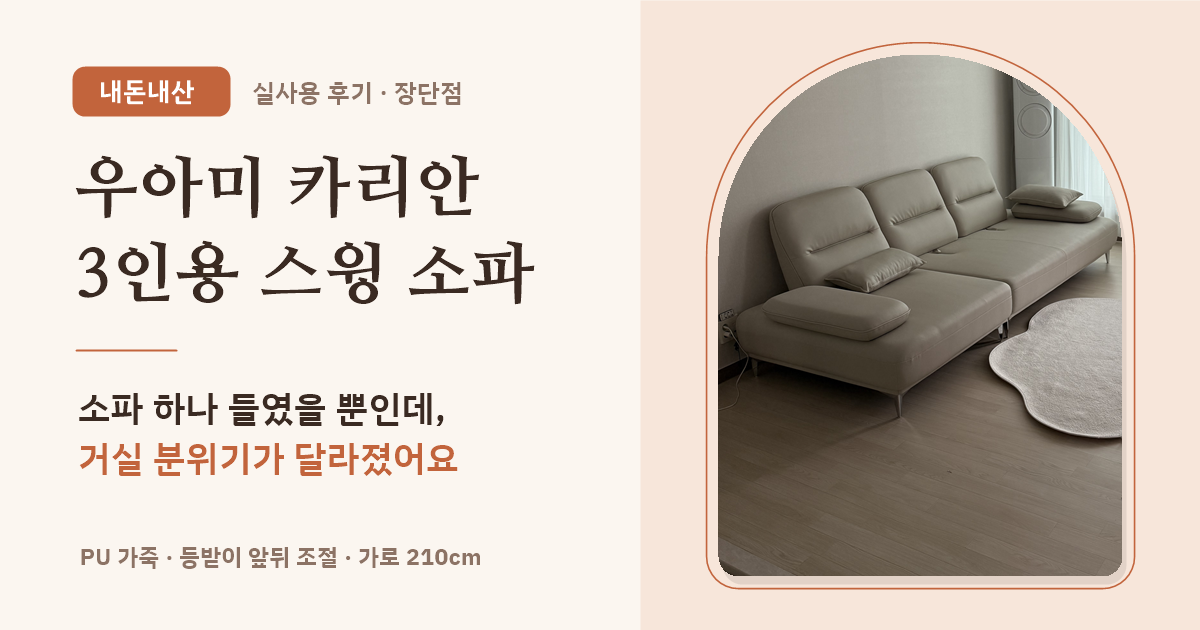 내돈내산
실사용 후기 · 장단점
우아미 카리안
3인용 스윙 소파
소파 하나 들였을 뿐인데,
거실 분위기가 달라졌어요
PU 가죽 · 등받이 앞뒤 조절 · 가로 210cm